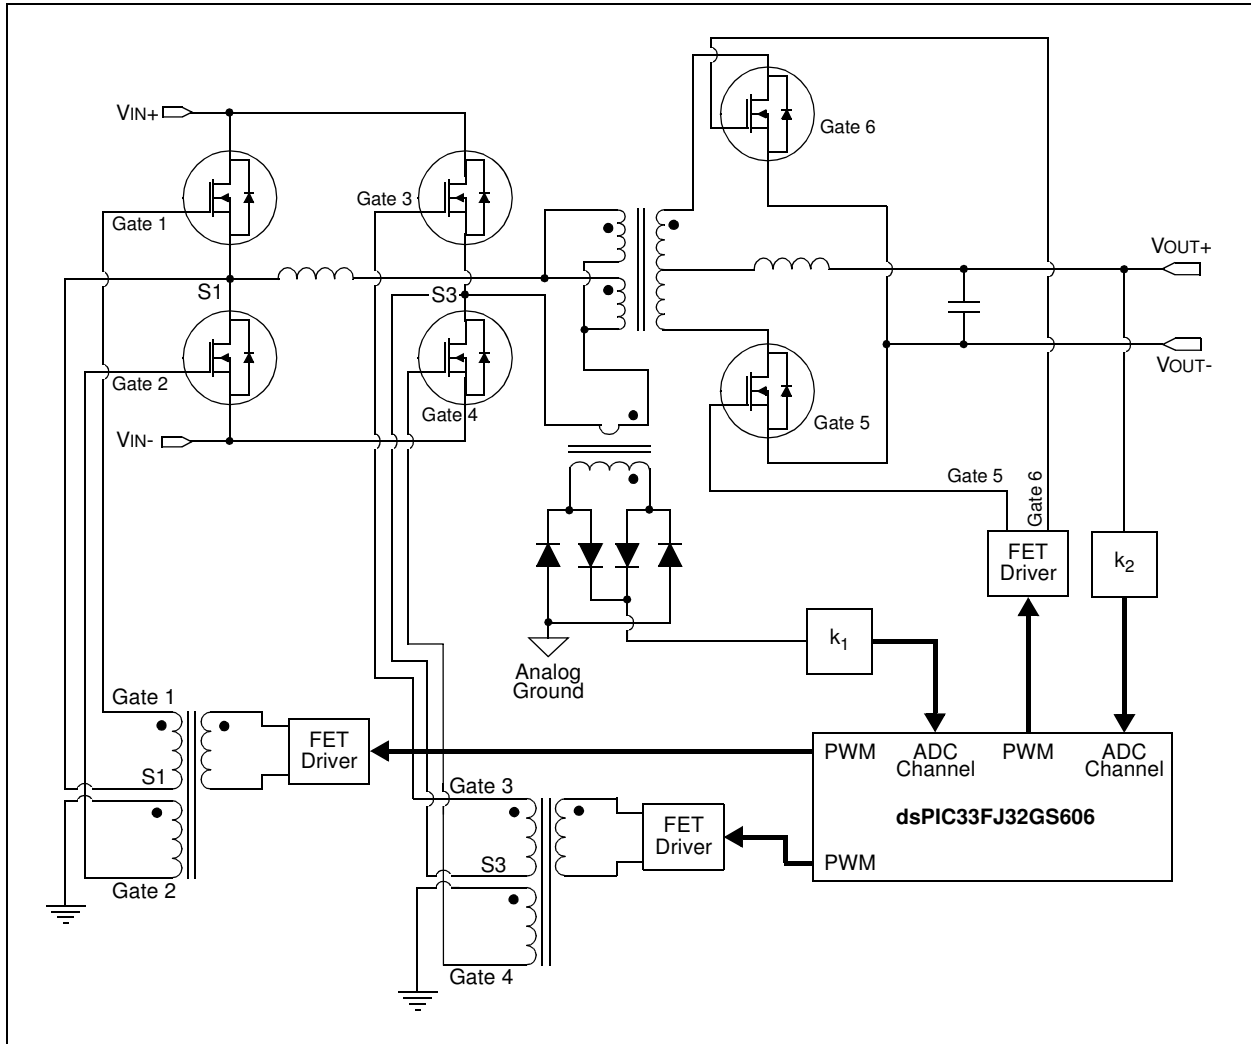 VIN+
Gate 1
Gate 3
Gate 6
S1
S3
VOUT+
VOUT-
Gate 2
Gate 4
Gate 5
VIN-
Gate 5
Gate 6
FET
Driver
k2
k1
Analog
Ground
Gate 1
S1
Gate 2
FET
Driver
Gate 3
S3
Gate 4
FET
Driver
PWM
ADC
Channel
PWM
ADC
Channel
dsPIC33FJ32GS606
PWM